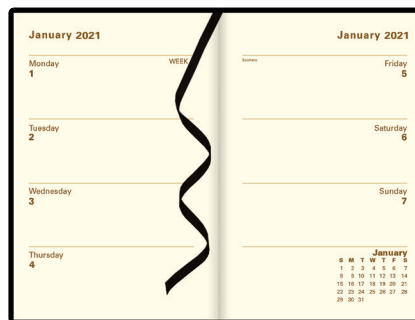 January 2021
Monday
1
WEEK
Tuesday
2
Wednesday
3
Thursday
4
January 2021
Friday
5
Saturday
6
Sunday
7
January
S M T W T F S
1 2 3 4 5 6 7
8 9 10 11 12 13 14
15 16 17 18 19 20 21
22 23 24 25 26 27 28
29 30 31